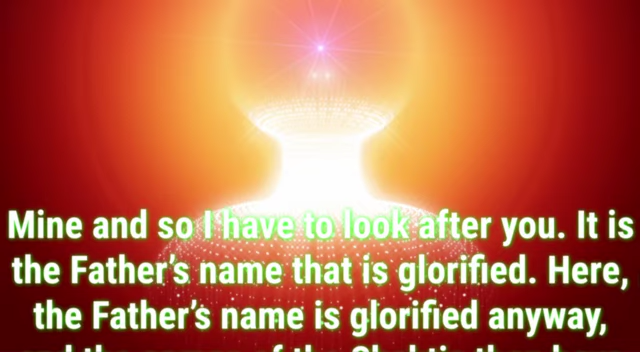 Mine and so I have to look after you. It is
the Father's name that is glorified. Here,
the Father's name is glorified anyway,